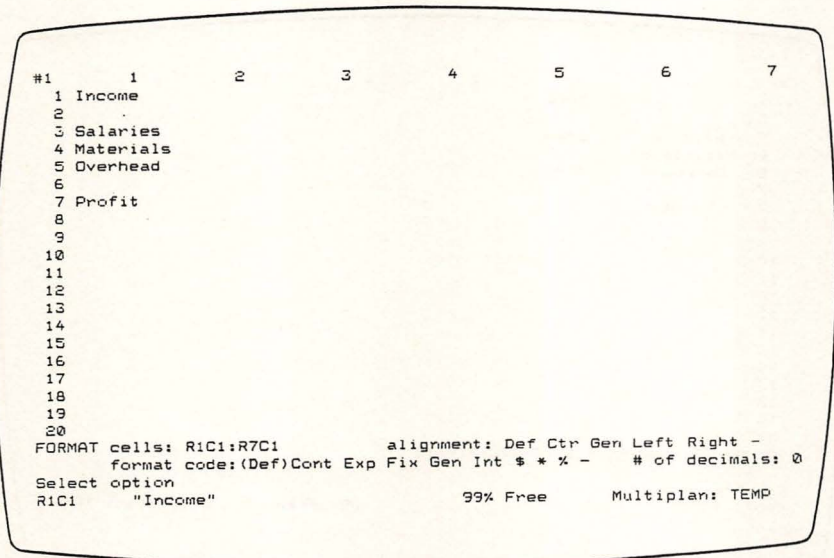 #1 1 2 3 4 5 6 7
1 Income
2
3 Salaries
4 Materials
5 Overhead
6
7 Profit
8
9
10
11
12
13
14
15
16
17
18
19
20
FORMAT cells: R1C1:R7C1 alignment: Def Ctr Gen Left Right -
format code:(Def)Cont Exp Fix Gen Int $ * % - # of decimals: 0
Select option
R1C1 "Income" 99% Free Multiplan: TEMP